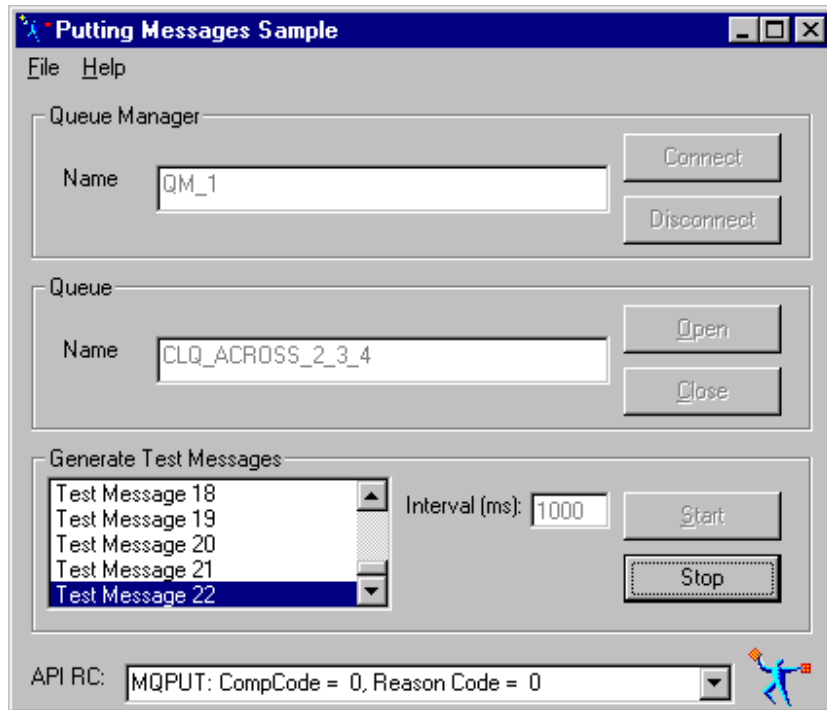 Putting Messages Sample
File Help
Queue Manager
Name
QM_1
Connect
Disconnect
Queue
Name
CLQ_ACROSS_2_3_4
Open
Close
Generate Test Messages
Test Message 18
Test Message 19
Test Message 20
Test Message 21
Test Message 22
Interval (ms):
1000
Start
Stop
API RC:
MQPUT: CompCode = 0, Reason Code = 0